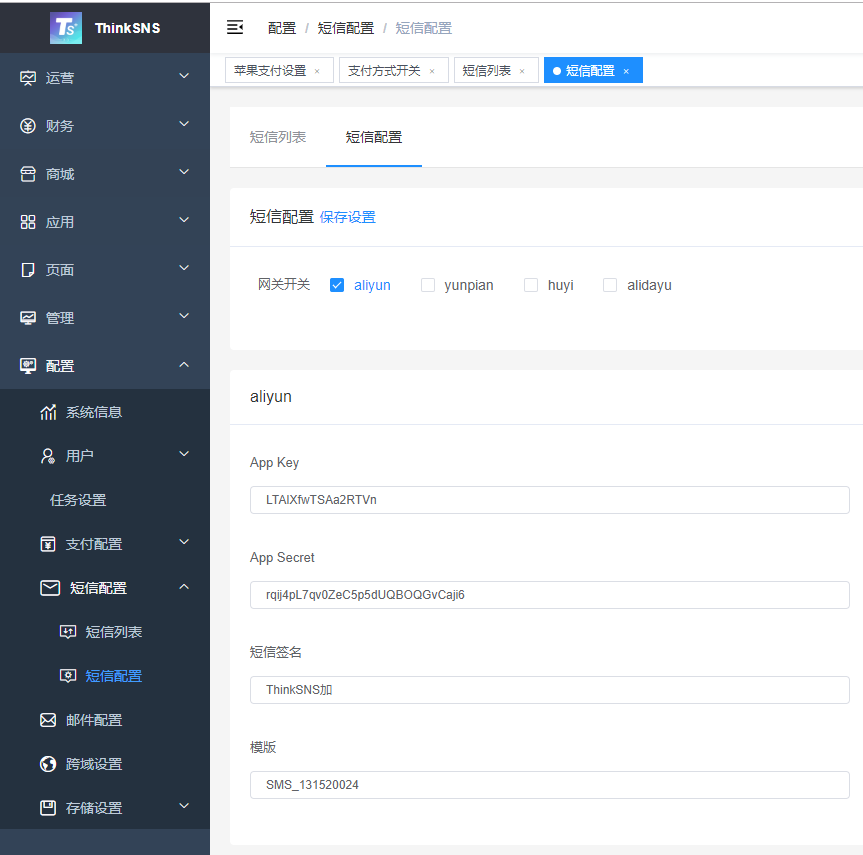 ThinkSNS
运营
财务
商城
应用
页面
管理
配置
系统信息
用户
任务设置
支付配置
短信配置
短信列表
短信配置
邮件配置
跨域设置
存储设置
配置 / 短信配置 / 短信配置
苹果支付设置 × 支付方式开关 × 短信列表 × 短信配置 ×
短信列表 短信配置
短信配置 保存设置
网关开关 aliyun yunpian huyi alidayu
aliyun
App Key
LTAIXfwTSAa2RTVn
App Secret
rqij4pL7qv0ZeC5p5dUQBOQGvCaji6
短信签名
ThinkSNS加
模版
SMS_131520024